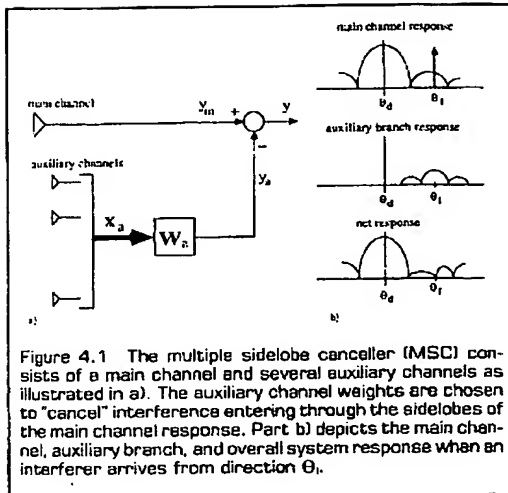 main channel response
main channel
y_m
+
y
θ_d
θ_I
−
auxiliary branch response
auxiliary channels
y_a
x_a
W_a
θ_d
θ_I
net response
θ_d
θ_I
a)
b)
Figure 4.1 The multiple sidelobe canceller (MSC) con-
sists of a main channel and several auxiliary channels as
illustrated in a). The auxiliary channel weights are chosen
to "cancel" interference entering through the sidelobes of
the main channel response. Part b) depicts the main chan-
nel, auxiliary branch, and overall system response when an
interferer arrives from direction θ_I.